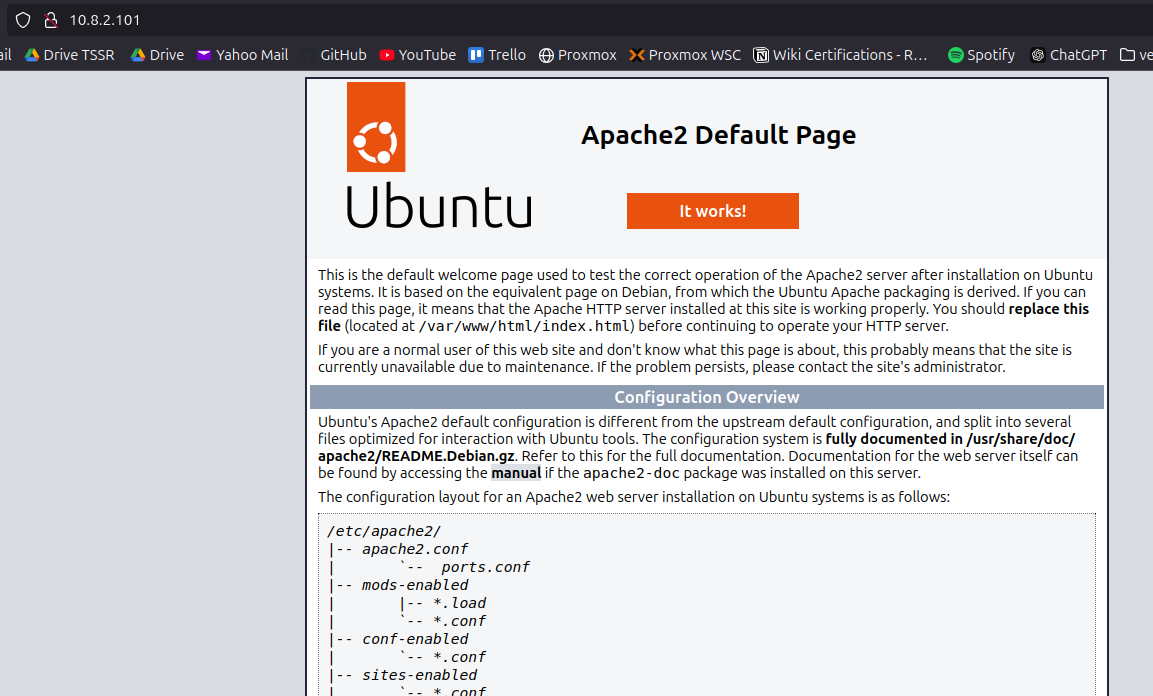 10.8.2.101
ail Drive TSSR Drive Yahoo Mail GitHub YouTube Trello Proxmox Proxmox WSC Wiki Certifications - R… Spotify ChatGPT ve
Apache2 Default Page
Ubuntu
It works!
This is the default welcome page used to test the correct operation of the Apache2 server after installation on Ubuntu
systems. It is based on the equivalent page on Debian, from which the Ubuntu Apache packaging is derived. If you can
read this page, it means that the Apache HTTP server installed at this site is working properly. You should replace this
file (located at /var/www/html/index.html) before continuing to operate your HTTP server.
If you are a normal user of this web site and don't know what this page is about, this probably means that the site is
currently unavailable due to maintenance. If the problem persists, please contact the site's administrator.
Configuration Overview
Ubuntu's Apache2 default configuration is different from the upstream default configuration, and split into several
files optimized for interaction with Ubuntu tools. The configuration system is fully documented in /usr/share/doc/
apache2/README.Debian.gz. Refer to this for the full documentation. Documentation for the web server itself can
be found by accessing the manual if the apache2-doc package was installed on this server.
The configuration layout for an Apache2 web server installation on Ubuntu systems is as follows:
/etc/apache2/
|-- apache2.conf
|       `--  ports.conf
|-- mods-enabled
|       |-- *.load
|       `-- *.conf
|-- conf-enabled
|       `-- *.conf
|-- sites-enabled
|       `-- *.conf